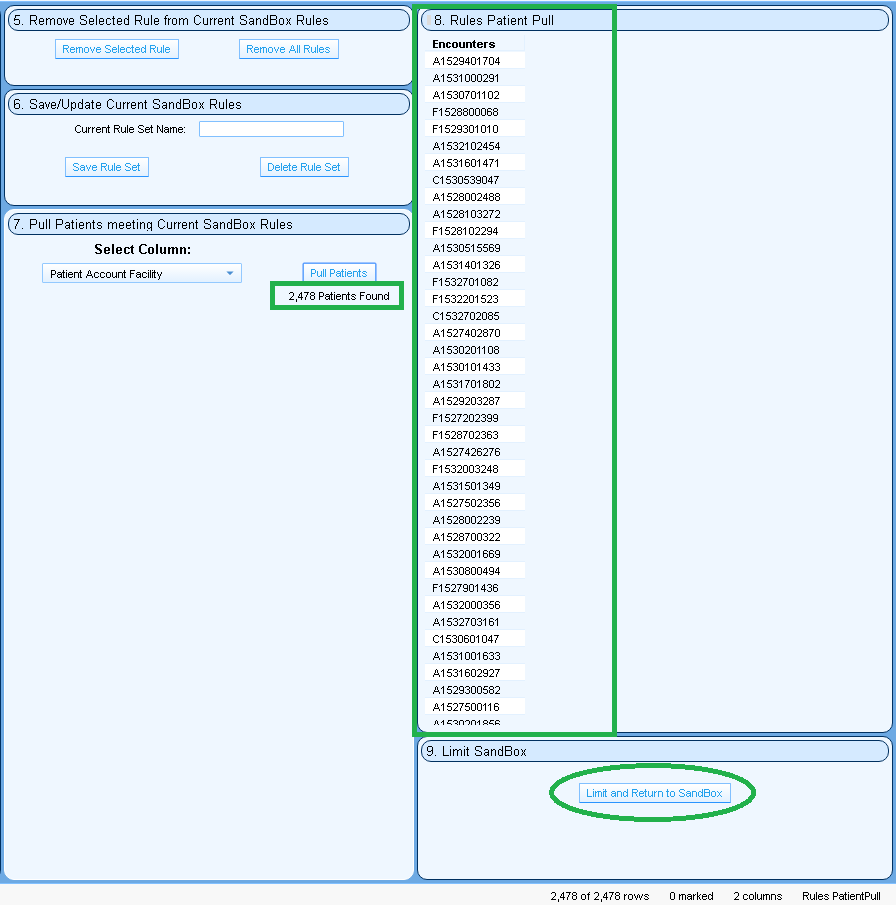 5. Remove Selected Rule from Current SandBox Rules
Remove Selected Rule
Remove All Rules
6. Save/Update Current SandBox Rules
Current Rule Set Name:
Save Rule Set
Delete Rule Set
7. Pull Patients meeting Current SandBox Rules
Select Column:
Patient Account Facility
Pull Patients
2,478 Patients Found
8. Rules Patient Pull
Encounters
A1529401704
A1531000291
A1530701102
F1528800068
F1529301010
A1532102454
A1531601471
C1530539047
A1528002488
A1528103272
F1528102294
A1530515569
A1531401326
F1532701082
F1532201523
C1532702085
A1527402870
A1530201108
A1530101433
A1531701802
A1529203287
F1527202399
F1528702363
A1527426276
F1532003248
A1531501349
A1527502356
A1528002239
A1528700322
A1532001669
A1530800494
F1527901436
A1532000356
A1532703161
C1530601047
A1531001633
A1531602927
A1529300582
A1527500116
A1530201856
9. Limit SandBox
Limit and Return to SandBox
2,478 of 2,478 rows
0 marked
2 columns
Rules PatientPull